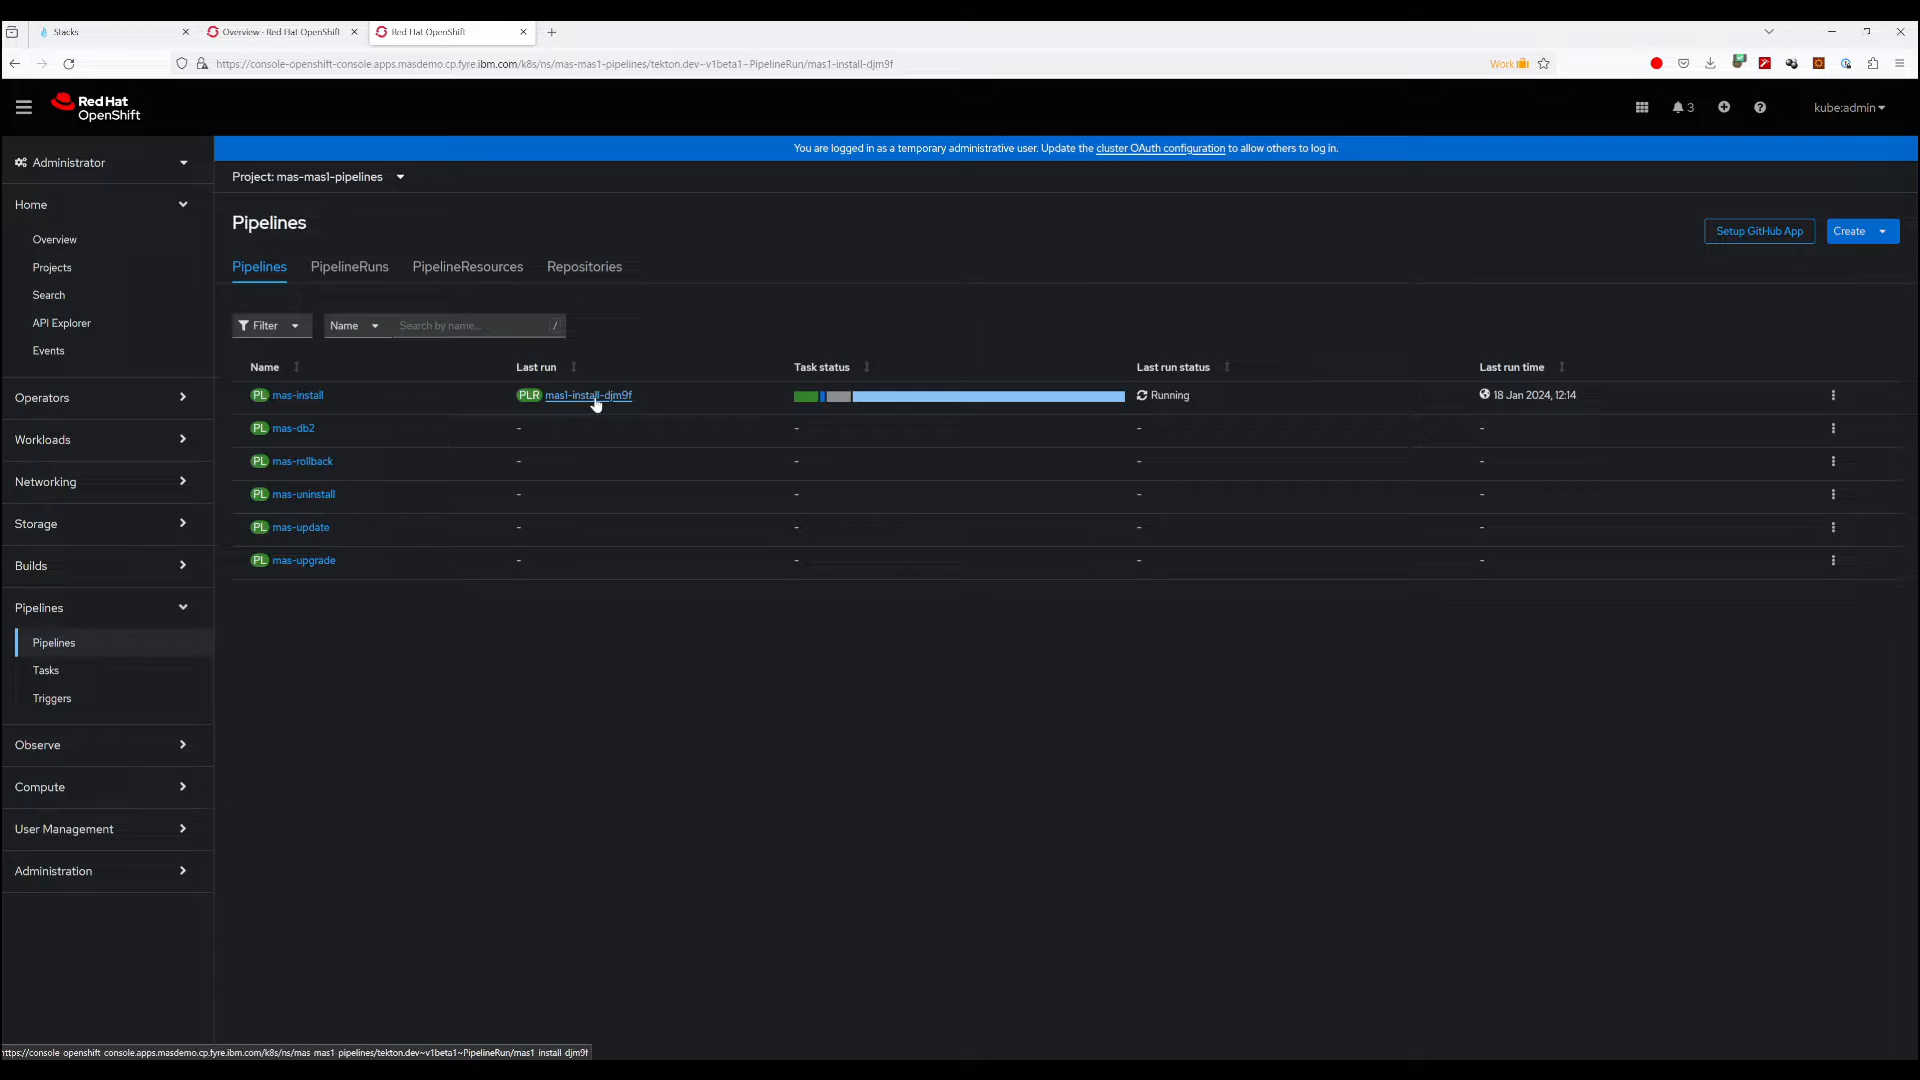 Stacks
Overview - Red Hat OpenShift
Red Hat OpenShift
https://console-openshift-console.apps.masdemo.cp.fyre.ibm.com/k8s/ns/mas-mas1-pipelines/tekton.dev~v1beta1~PipelineRun/mas1-install-djm9f
Work
Red Hat
OpenShift
3
kube:admin
Administrator
You are logged in as a temporary administrative user. Update the cluster OAuth configuration to allow others to log in.
Project: mas-mas1-pipelines
Home
Overview
Projects
Search
API Explorer
Events
Operators
Workloads
Networking
Storage
Builds
Pipelines
Pipelines
Tasks
Triggers
Observe
Compute
User Management
Administration
Pipelines
Setup GitHub App
Create
Pipelines PipelineRuns PipelineResources Repositories
Filter Name Search by name... /
Name Last run Task status Last run status Last run time
PL mas-install PLR mas1-install-djm9f Running 18 Jan 2024, 12:14
PL mas-db2 - - - -
PL mas-rollback - - - -
PL mas-uninstall - - - -
PL mas-update - - - -
PL mas-upgrade - - - -
https://console-openshift-console.apps.masdemo.cp.fyre.ibm.com/k8s/ns/mas-mas1-pipelines/tekton.dev~v1beta1~PipelineRun/mas1-install-djm9f